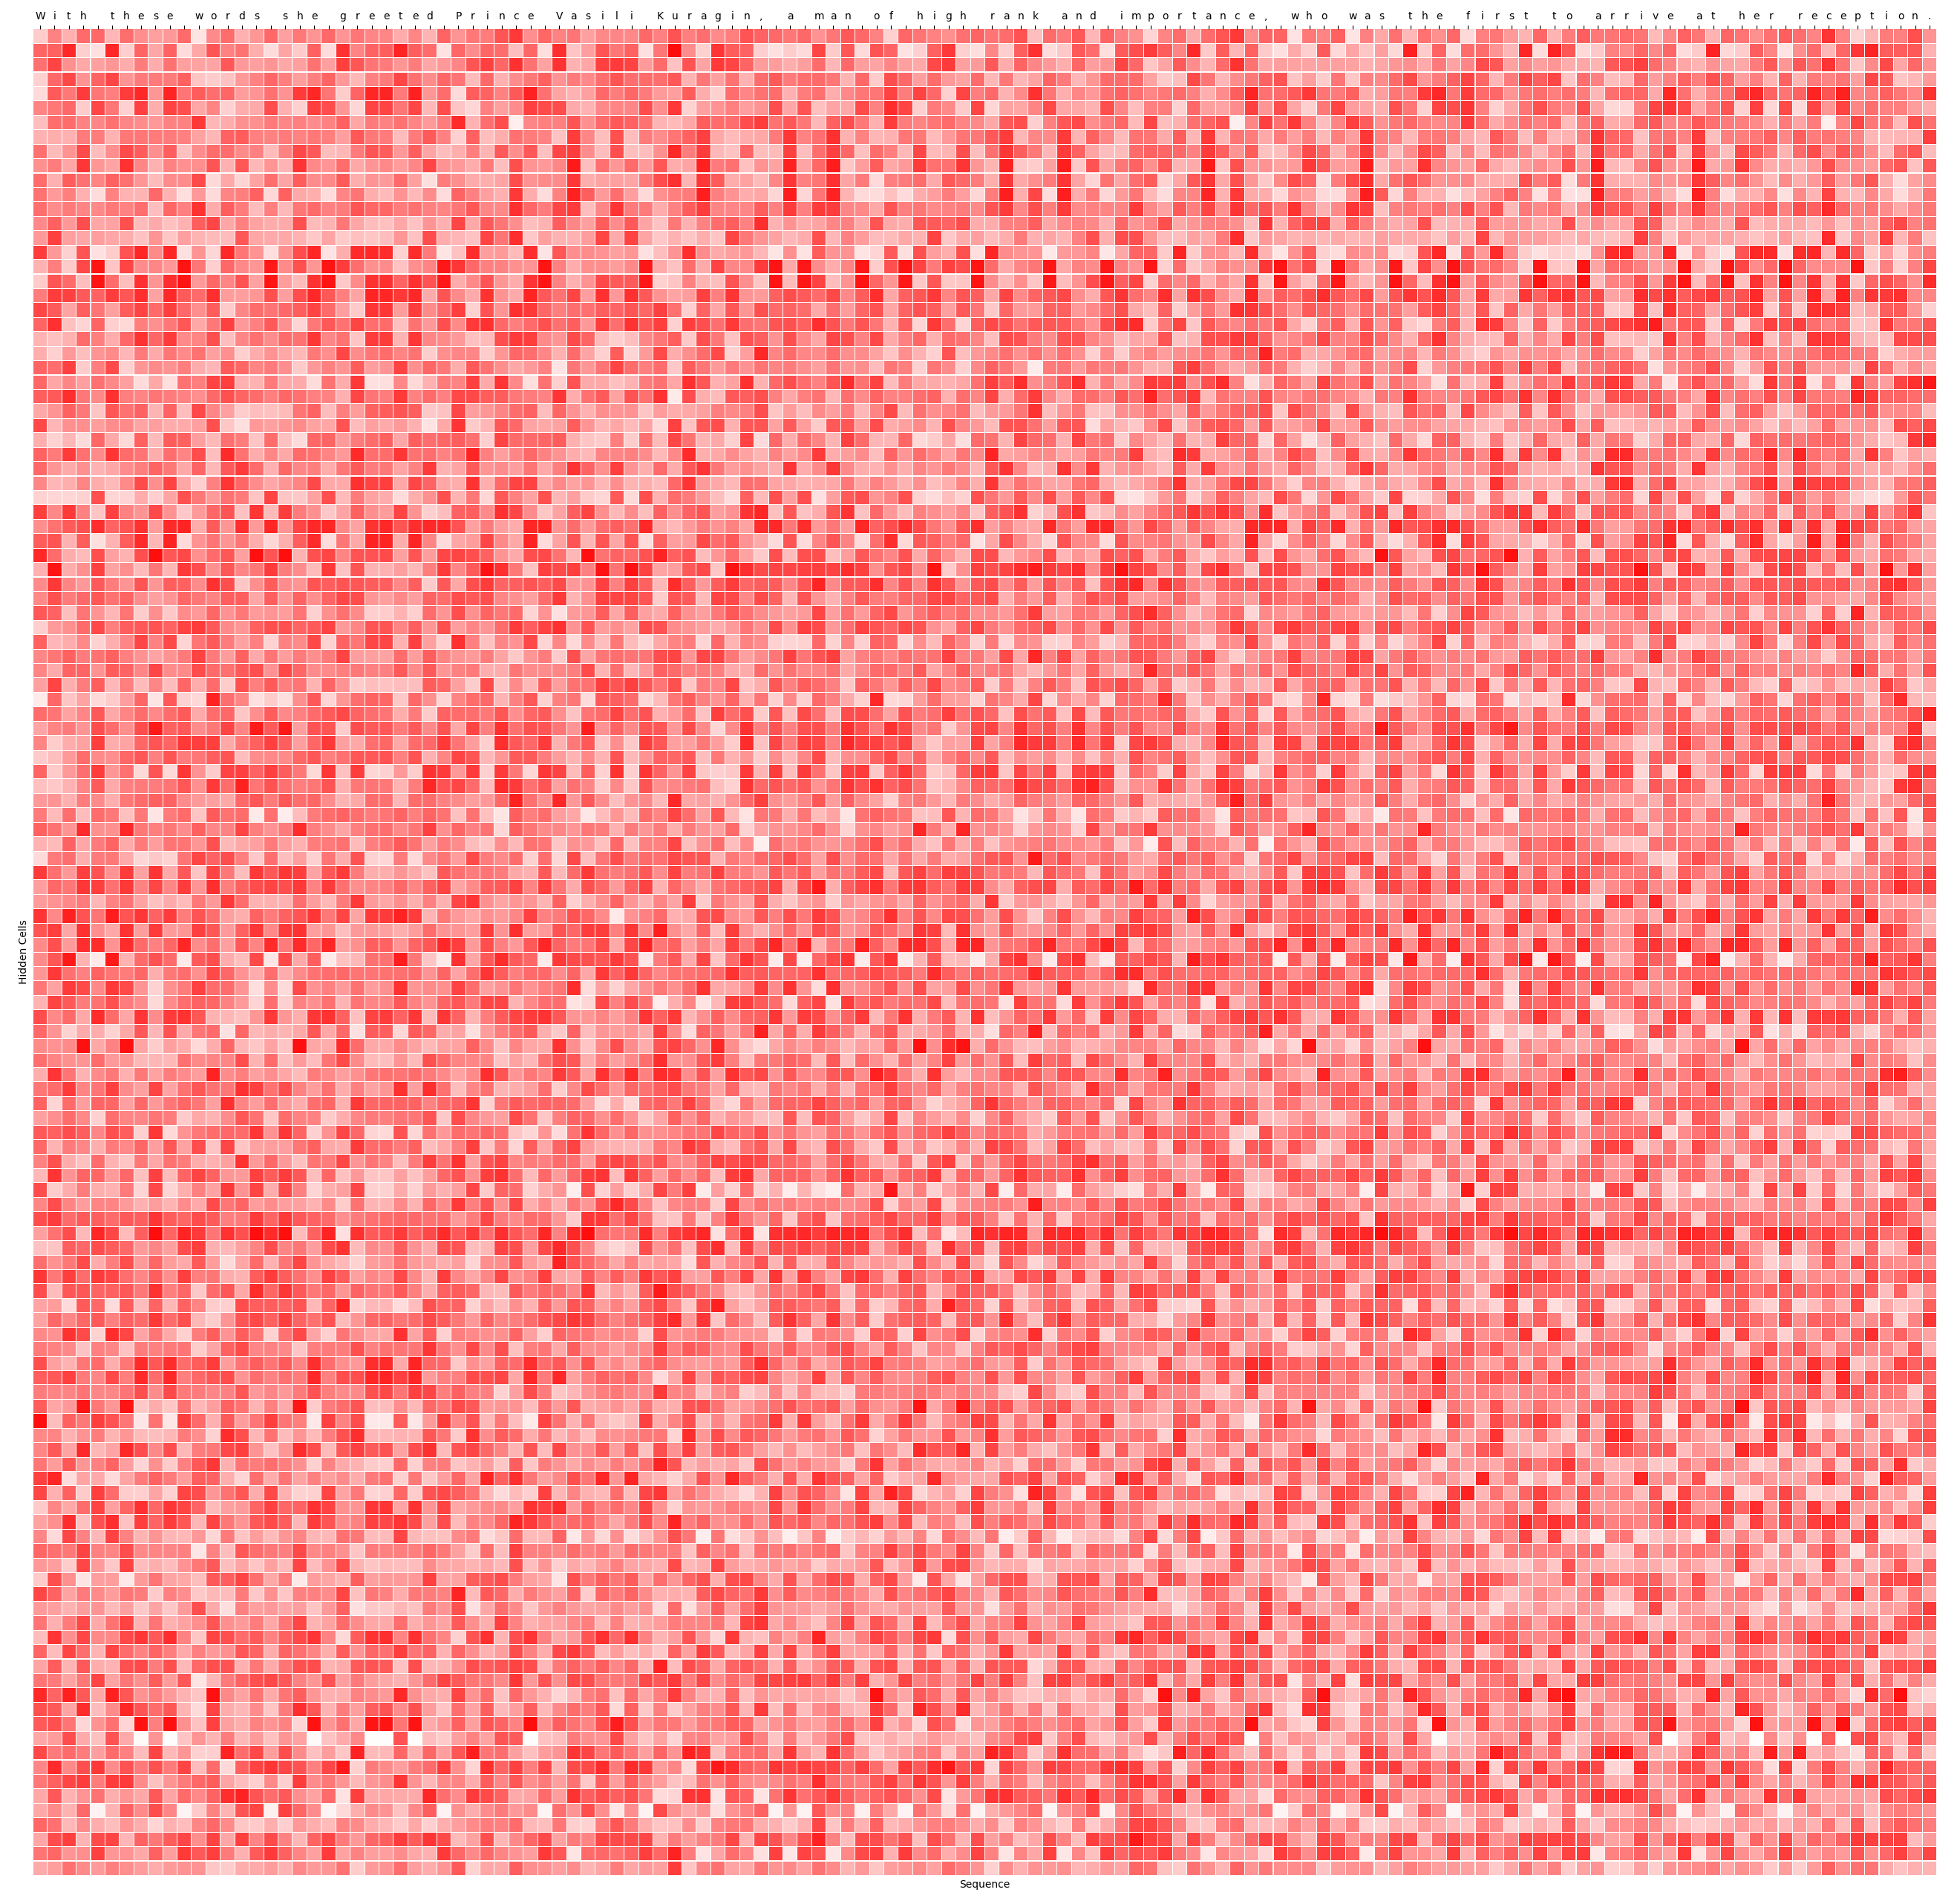 With these words she greeted Prince Vasili Kuragin, a man of high rank and importance, who was the first to arrive at her reception.
Hidden Cells
Sequence